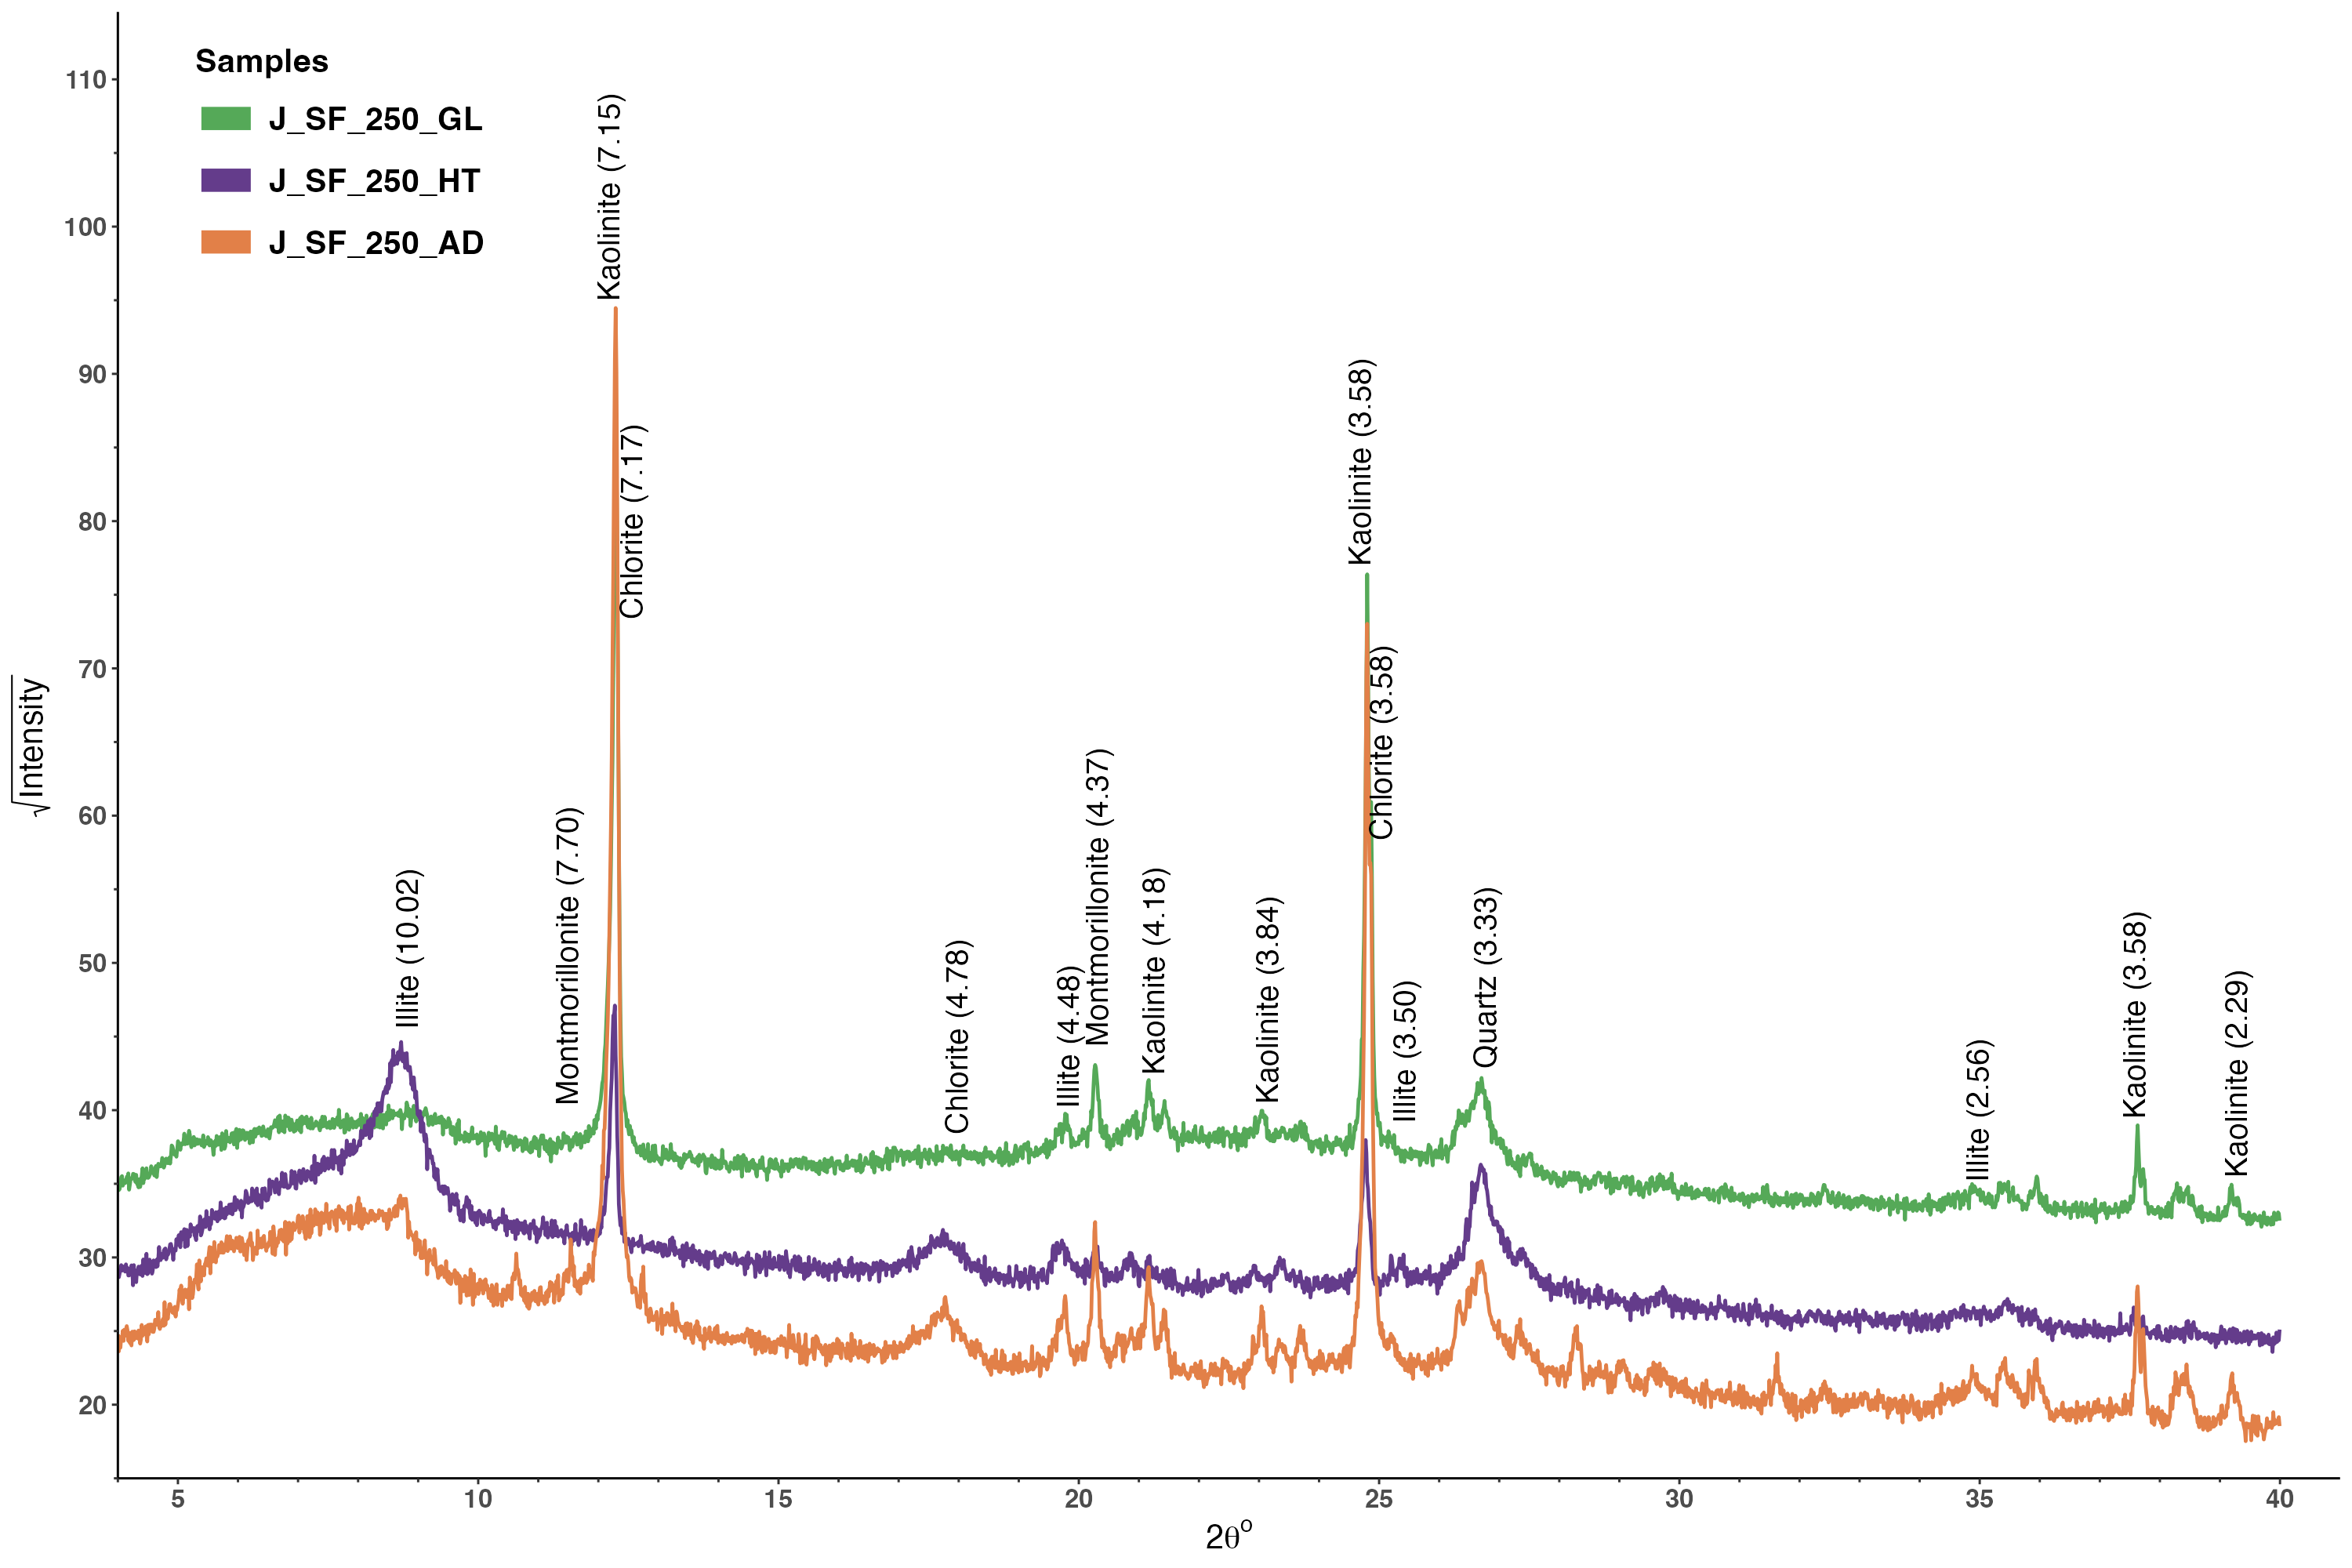 Samples
J_SF_250_GL
J_SF_250_HT
J_SF_250_AD
√Intensity
110
100
90
80
70
60
50
40
30
20
Illite (10.02)
Montmorillonite (7.70)
Kaolinite (7.15)
Chlorite (7.17)
Chlorite (4.78)
Illite (4.48)
Montmorillonite (4.37)
Kaolinite (4.18)
Kaolinite (3.84)
Kaolinite (3.58)
Chlorite (3.58)
Illite (3.50)
Quartz (3.33)
Illite (2.56)
Kaolinite (3.58)
Kaolinite (2.29)
5 10 15 20 25 30 35 40
2θ°